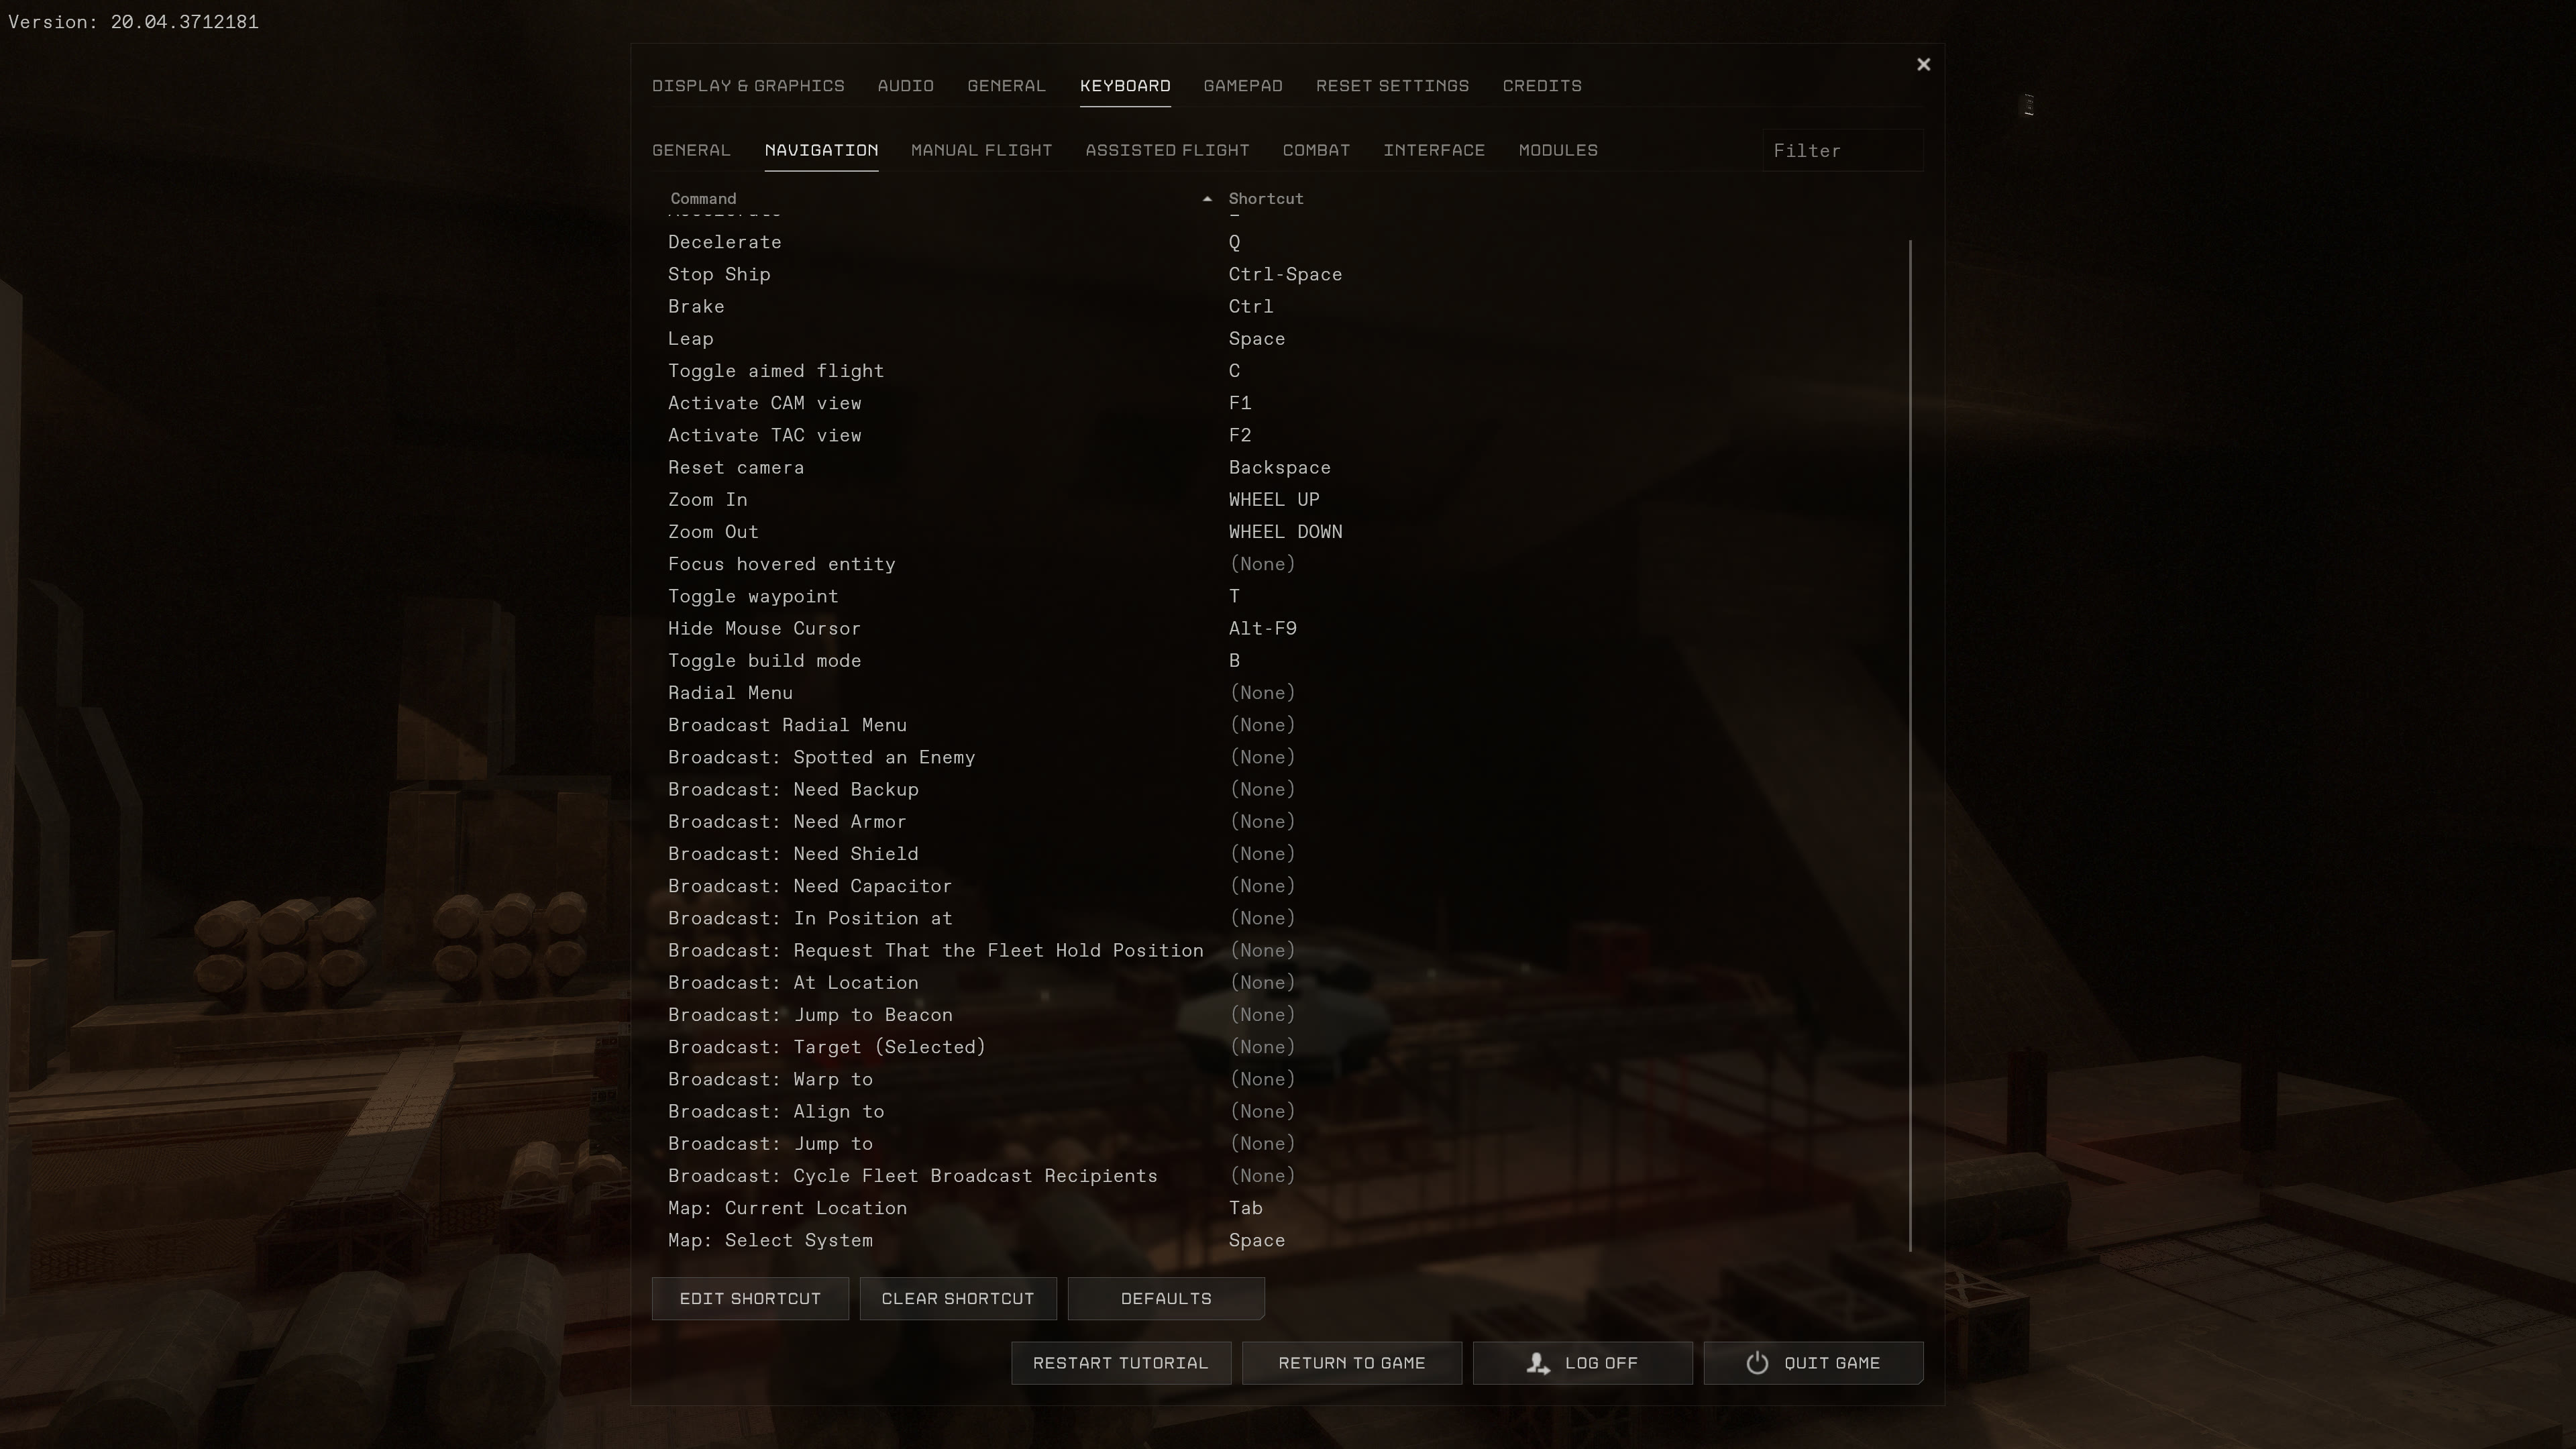 Version: 20.04.3712181
DISPLAY & GRAPHICS AUDIO GENERAL KEYBOARD GAMEPAD RESET SETTINGS CREDITS
GENERAL NAVIGATION MANUAL FLIGHT ASSISTED FLIGHT COMBAT INTERFACE MODULES Filter
Command Shortcut
Decelerate Q
Stop Ship Ctrl-Space
Brake Ctrl
Leap Space
Toggle aimed flight C
Activate CAM view F1
Activate TAC view F2
Reset camera Backspace
Zoom In WHEEL UP
Zoom Out WHEEL DOWN
Focus hovered entity (None)
Toggle waypoint T
Hide Mouse Cursor Alt-F9
Toggle build mode B
Radial Menu (None)
Broadcast Radial Menu (None)
Broadcast: Spotted an Enemy (None)
Broadcast: Need Backup (None)
Broadcast: Need Armor (None)
Broadcast: Need Shield (None)
Broadcast: Need Capacitor (None)
Broadcast: In Position at (None)
Broadcast: Request That the Fleet Hold Position (None)
Broadcast: At Location (None)
Broadcast: Jump to Beacon (None)
Broadcast: Target (Selected) (None)
Broadcast: Warp to (None)
Broadcast: Align to (None)
Broadcast: Jump to (None)
Broadcast: Cycle Fleet Broadcast Recipients (None)
Map: Current Location Tab
Map: Select System Space
EDIT SHORTCUT CLEAR SHORTCUT DEFAULTS
RESTART TUTORIAL RETURN TO GAME LOG OFF QUIT GAME